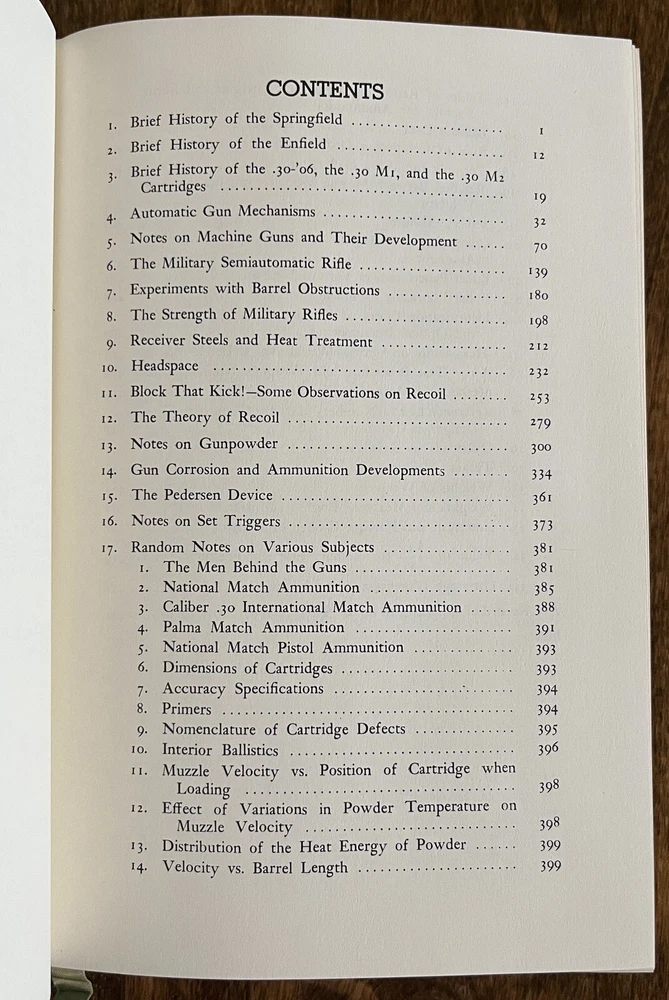 CONTENTS
1. Brief History of the Springfield .................... 1
2. Brief History of the Enfield ...................... 12
3. Brief History of the .30-'06, the .30 M1, and the .30 M2
Cartridges .................................... 19
4. Automatic Gun Mechanisms ....................... 32
5. Notes on Machine Guns and Their Development ...... 70
6. The Military Semiautomatic Rifle .................. 139
7. Experiments with Barrel Obstructions ............... 180
8. The Strength of Military Rifles .................... 198
9. Receiver Steels and Heat Treatment ................ 212
10. Headspace .................................... 232
11. Block That Kick!—Some Observations on Recoil ........ 253
12. The Theory of Recoil ............................ 279
13. Notes on Gunpowder ............................ 300
14. Gun Corrosion and Ammunition Developments ........ 334
15. The Pedersen Device ............................. 361
16. Notes on Set Triggers ............................ 373
17. Random Notes on Various Subjects ................. 381
1. The Men Behind the Guns .................... 381
2. National Match Ammunition .................. 385
3. Caliber .30 International Match Ammunition ...... 388
4. Palma Match Ammunition .................... 391
5. National Match Pistol Ammunition ............. 393
6. Dimensions of Cartridges ...................... 393
7. Accuracy Specifications ....................... 394
8. Primers ..................................... 394
9. Nomenclature of Cartridge Defects ............. 395
10. Interior Ballistics ............................. 396
11. Muzzle Velocity vs. Position of Cartridge when
Loading .................................... 398
12. Effect of Variations in Powder Temperature on
Muzzle Velocity ............................ 398
13. Distribution of the Heat Energy of Powder ...... 399
14. Velocity vs. Barrel Length ..................... 399